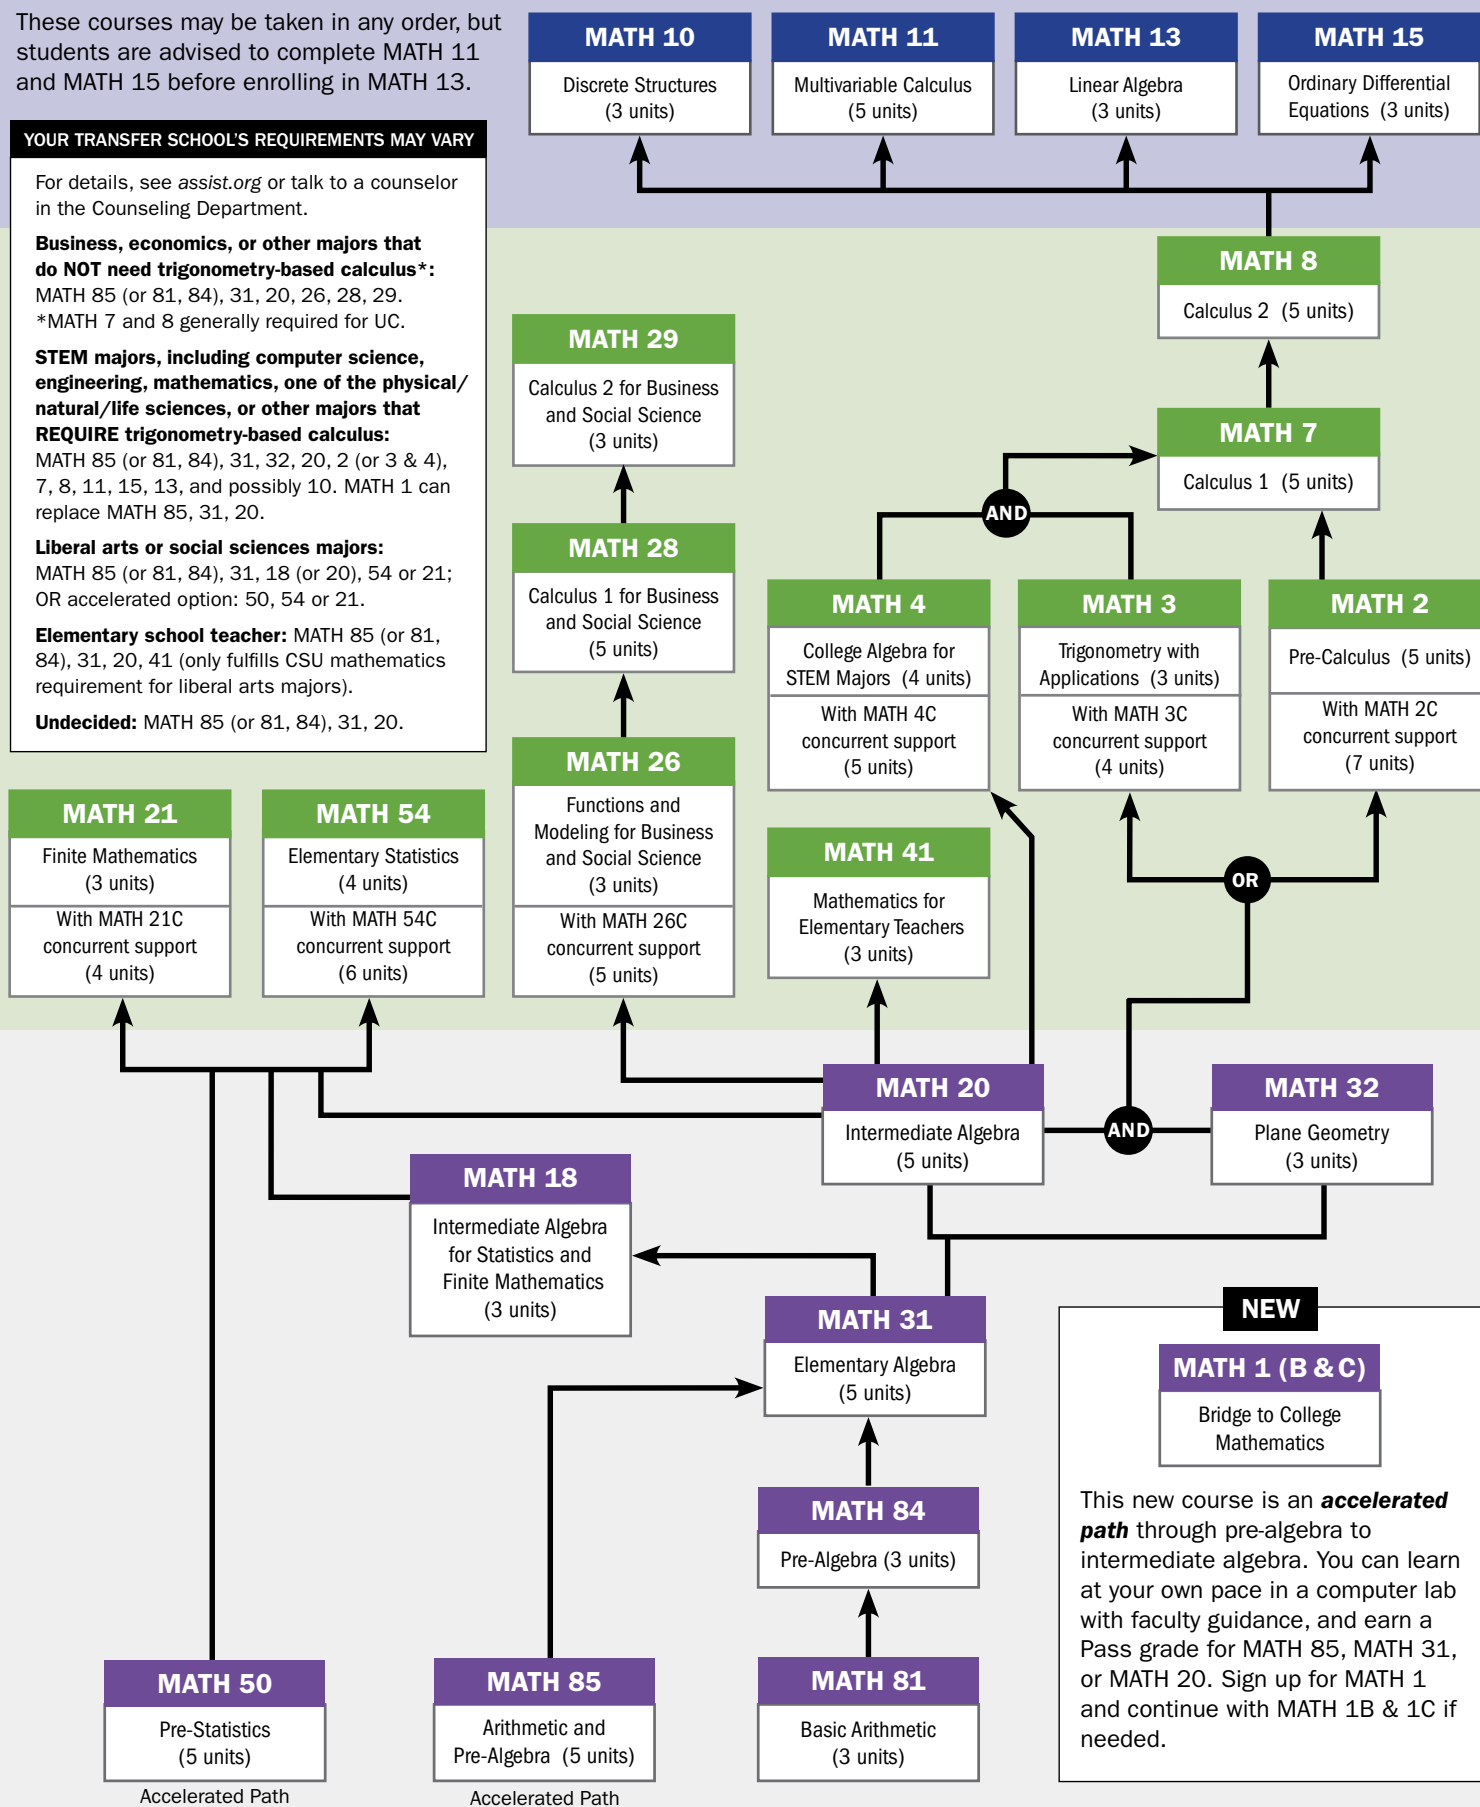 These courses may be taken in any order, but
students are advised to complete MATH 11
and MATH 15 before enrolling in MATH 13.
MATH 10
Discrete Structures
(3 units)
MATH 11
Multivariable Calculus
(5 units)
MATH 13
Linear Algebra
(3 units)
MATH 15
Ordinary Differential
Equations (3 units)
YOUR TRANSFER SCHOOL'S REQUIREMENTS MAY VARY
For details, see assist.org or talk to a counselor
in the Counseling Department.
Business, economics, or other majors that
do NOT need trigonometry-based calculus*:
MATH 85 (or 81, 84), 31, 20, 26, 28, 29.
*MATH 7 and 8 generally required for UC.
STEM majors, including computer science,
engineering, mathematics, one of the physical/
natural/life sciences, or other majors that
REQUIRE trigonometry-based calculus:
MATH 85 (or 81, 84), 31, 32, 20, 2 (or 3 & 4),
7, 8, 11, 15, 13, and possibly 10. MATH 1 can
replace MATH 85, 31, 20.
Liberal arts or social sciences majors:
MATH 85 (or 81, 84), 31, 18 (or 20), 54 or 21;
OR accelerated option: 50, 54 or 21.
Elementary school teacher: MATH 85 (or 81,
84), 31, 20, 41 (only fulfills CSU mathematics
requirement for liberal arts majors).
Undecided: MATH 85 (or 81, 84), 31, 20.
MATH 8
Calculus 2 (5 units)
MATH 29
Calculus 2 for Business
and Social Science
(3 units)
MATH 7
Calculus 1 (5 units)
AND
MATH 28
Calculus 1 for Business
and Social Science
(5 units)
MATH 4
College Algebra for
STEM Majors (4 units)
With MATH 4C
concurrent support
(5 units)
MATH 3
Trigonometry with
Applications (3 units)
With MATH 3C
concurrent support
(4 units)
MATH 2
Pre-Calculus (5 units)
With MATH 2C
concurrent support
(7 units)
MATH 21
Finite Mathematics
(3 units)
With MATH 21C
concurrent support
(4 units)
MATH 54
Elementary Statistics
(4 units)
With MATH 54C
concurrent support
(6 units)
MATH 26
Functions and
Modeling for Business
and Social Science
(3 units)
With MATH 26C
concurrent support
(5 units)
MATH 41
Mathematics for
Elementary Teachers
(3 units)
OR
MATH 20
Intermediate Algebra
(5 units)
AND
MATH 32
Plane Geometry
(3 units)
MATH 18
Intermediate Algebra
for Statistics and
Finite Mathematics
(3 units)
MATH 31
Elementary Algebra
(5 units)
MATH 84
Pre-Algebra (3 units)
MATH 50
Pre-Statistics
(5 units)
Accelerated Path
MATH 85
Arithmetic and
Pre-Algebra (5 units)
Accelerated Path
MATH 81
Basic Arithmetic
(3 units)
NEW
MATH 1 (B & C)
Bridge to College
Mathematics
This new course is an accelerated
path through pre-algebra to
intermediate algebra. You can learn
at your own pace in a computer lab
with faculty guidance, and earn a
Pass grade for MATH 85, MATH 31,
or MATH 20. Sign up for MATH 1
and continue with MATH 1B & 1C if
needed.